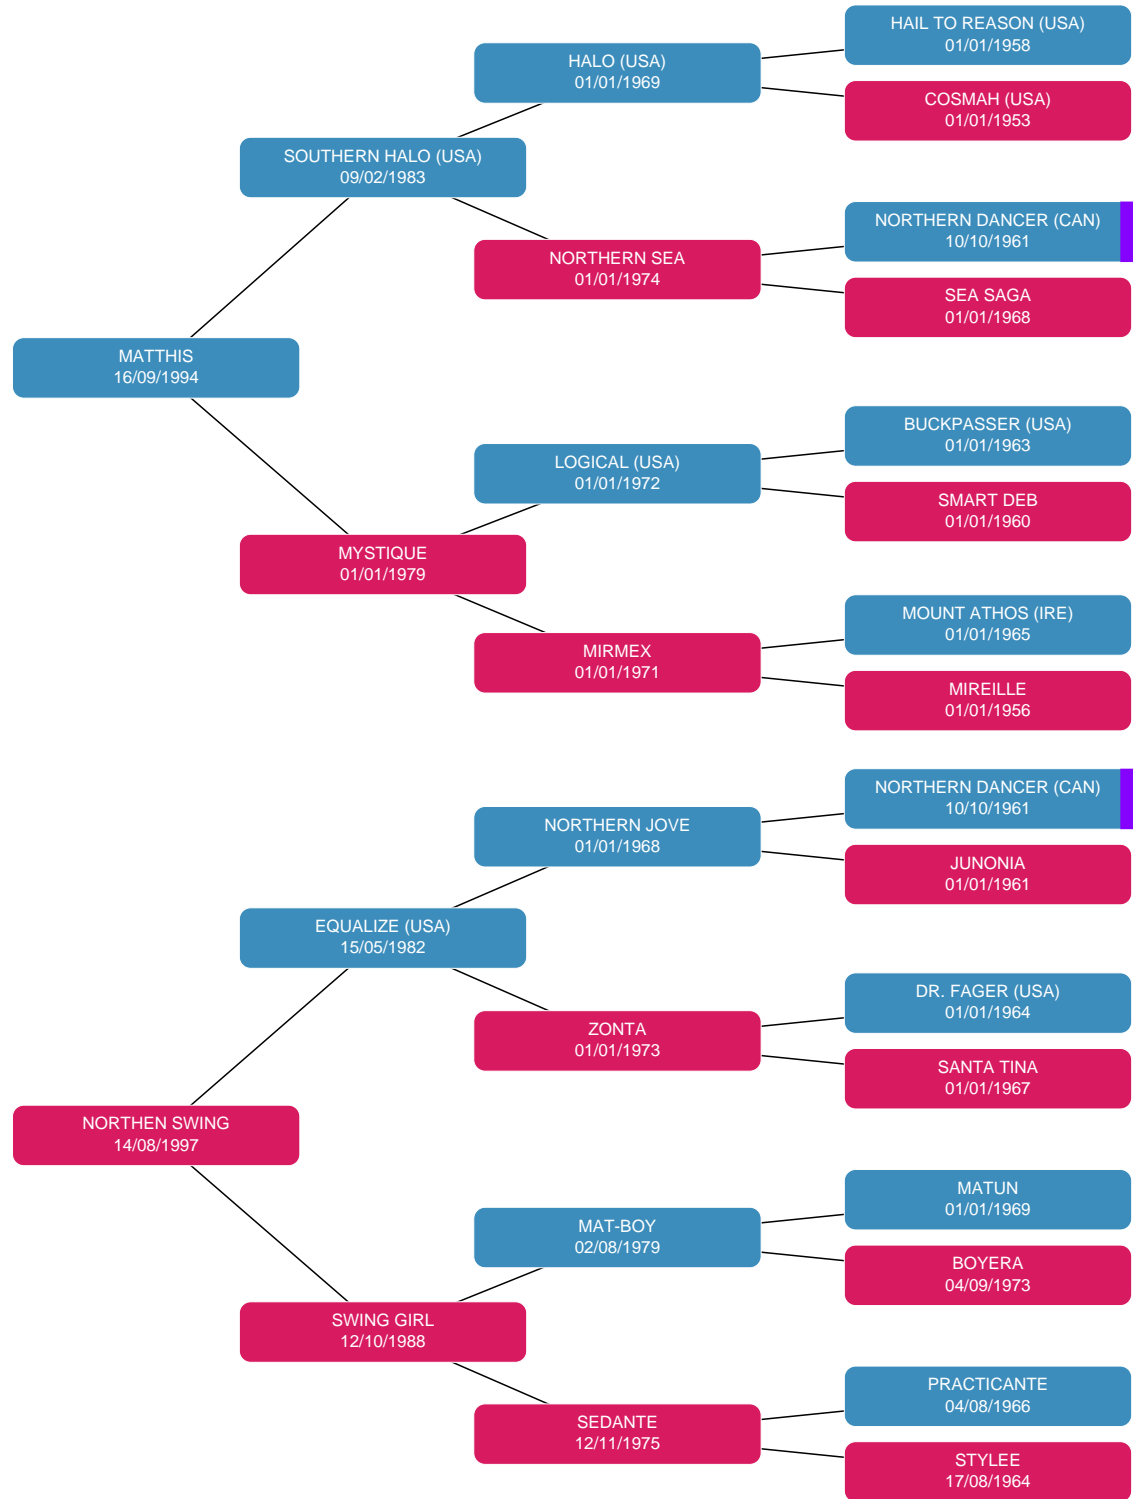 HAIL TO REASON (USA)
01/01/1958
HALO (USA)
01/01/1969
COSMAH (USA)
01/01/1953
SOUTHERN HALO (USA)
09/02/1983
NORTHERN DANCER (CAN)
10/10/1961
NORTHERN SEA
01/01/1974
SEA SAGA
01/01/1968
MATTHIS
16/09/1994
BUCKPASSER (USA)
01/01/1963
LOGICAL (USA)
01/01/1972
SMART DEB
01/01/1960
MYSTIQUE
01/01/1979
MOUNT ATHOS (IRE)
01/01/1965
MIRMEX
01/01/1971
MIREILLE
01/01/1956
NORTHERN DANCER (CAN)
10/10/1961
NORTHERN JOVE
01/01/1968
JUNONIA
01/01/1961
EQUALIZE (USA)
15/05/1982
DR. FAGER (USA)
01/01/1964
ZONTA
01/01/1973
SANTA TINA
01/01/1967
NORTHEN SWING
14/08/1997
MATUN
01/01/1969
MAT-BOY
02/08/1979
BOYERA
04/09/1973
SWING GIRL
12/10/1988
PRACTICANTE
04/08/1966
SEDANTE
12/11/1975
STYLEE
17/08/1964